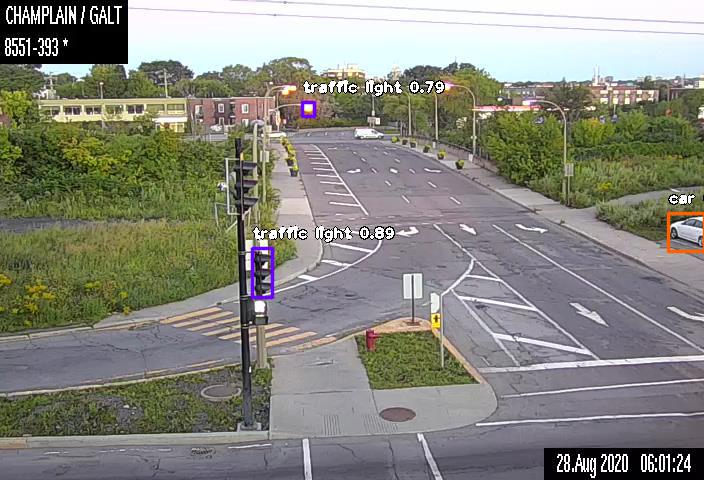 CHAMPLAIN / GALT
8551-393 *
traffic light 0.79
car
traffic light 0.89
28.Aug 2020 06:01:24